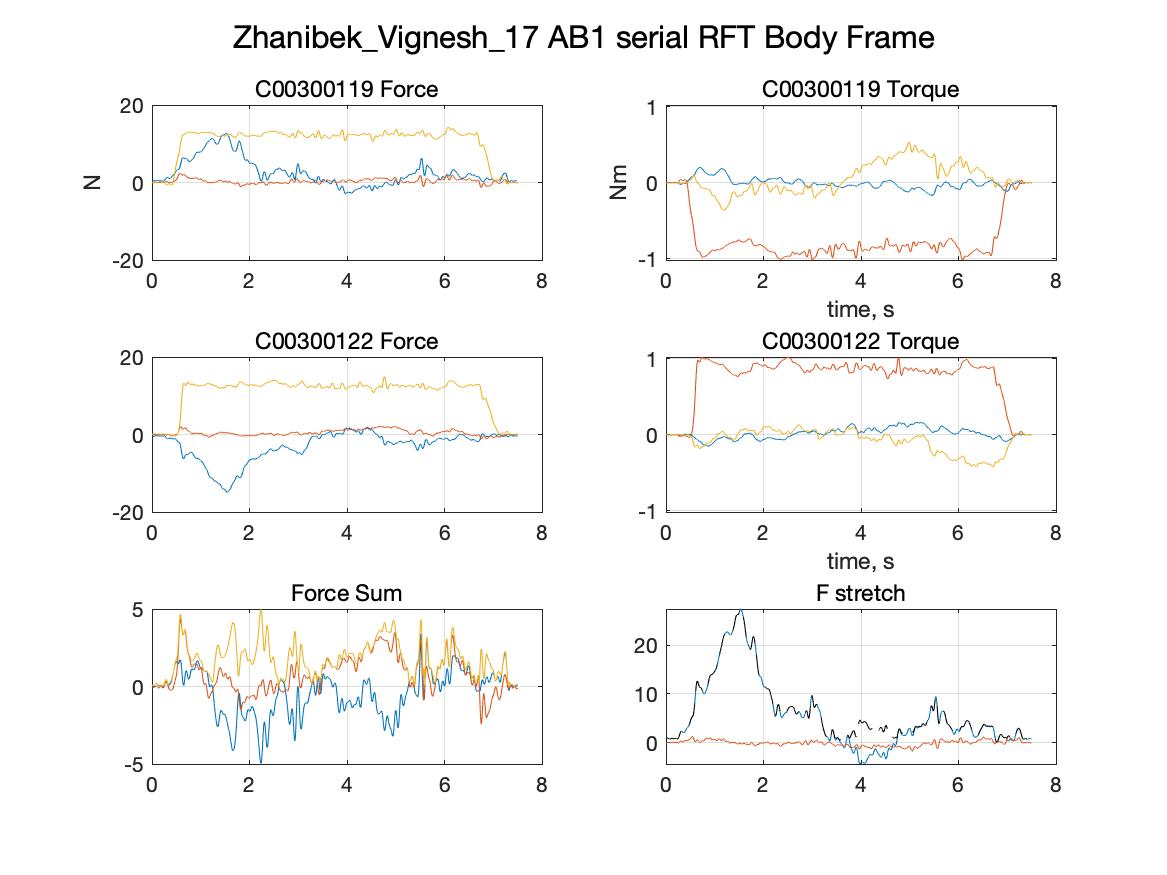 Zhanibek_Vignesh_17 AB1 serial RFT Body Frame
C00300119 Force
20
0
-20
N
0 2 4 6 8
C00300119 Torque
1
0
-1
Nm
0 2 4 6 8
time, s
C00300122 Force
20
0
-20
0 2 4 6 8
C00300122 Torque
1
0
-1
0 2 4 6 8
time, s
Force Sum
5
0
-5
0 2 4 6 8
F stretch
20
10
0
0 2 4 6 8